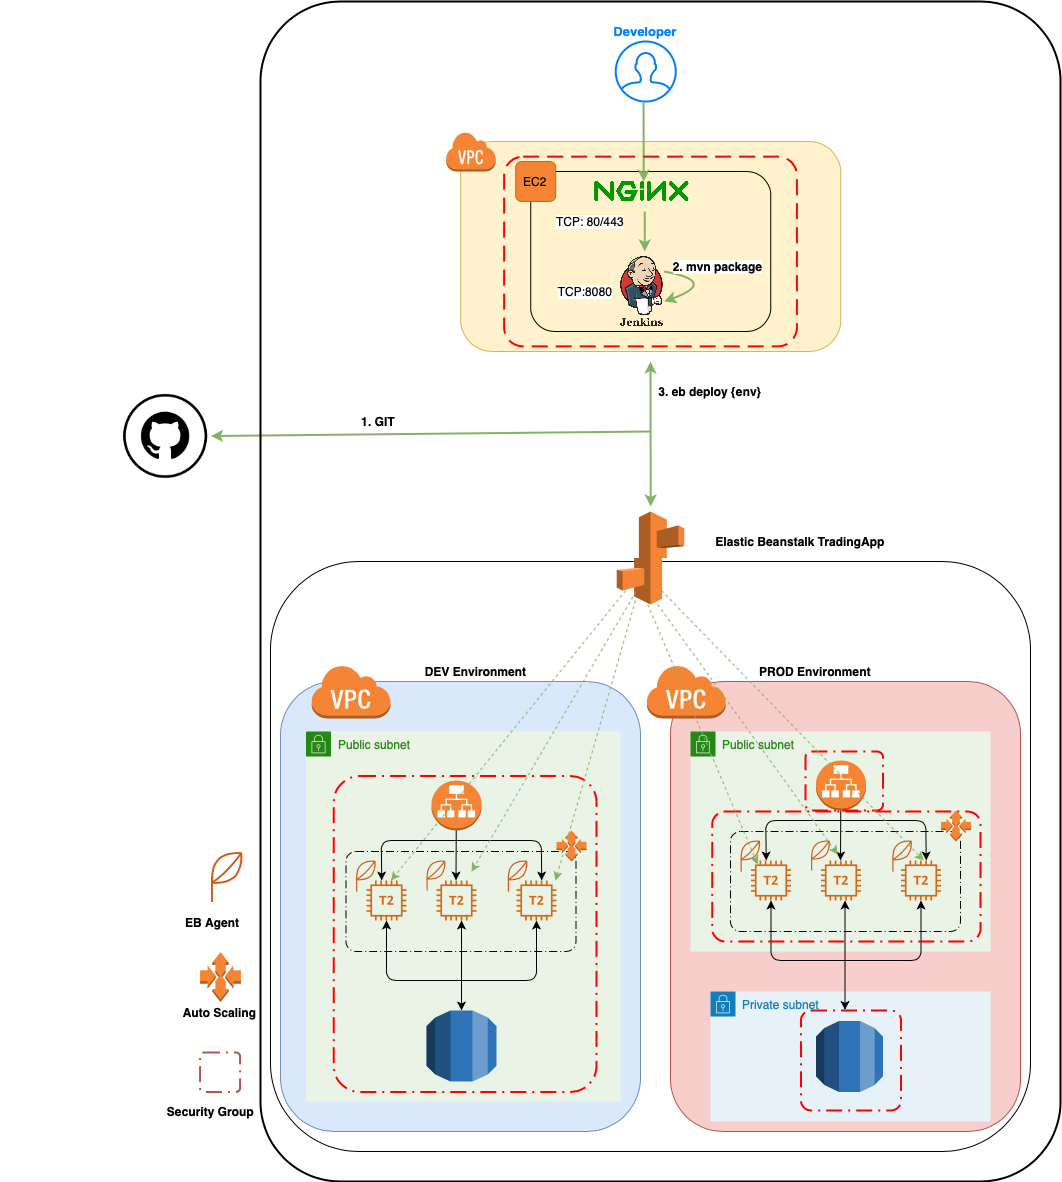 Developer
VPC
EC2
NGiNX
TCP: 80/443
2. mvn package
TCP:8080
Jenkins
3. eb deploy {env}
1. GIT
Elastic Beanstalk TradingApp
DEV Environment
PROD Environment
VPC
VPC
Public subnet
Public subnet
T2
T2
T2
T2
T2
T2
EB Agent
Auto Scaling
Private subnet
Security Group